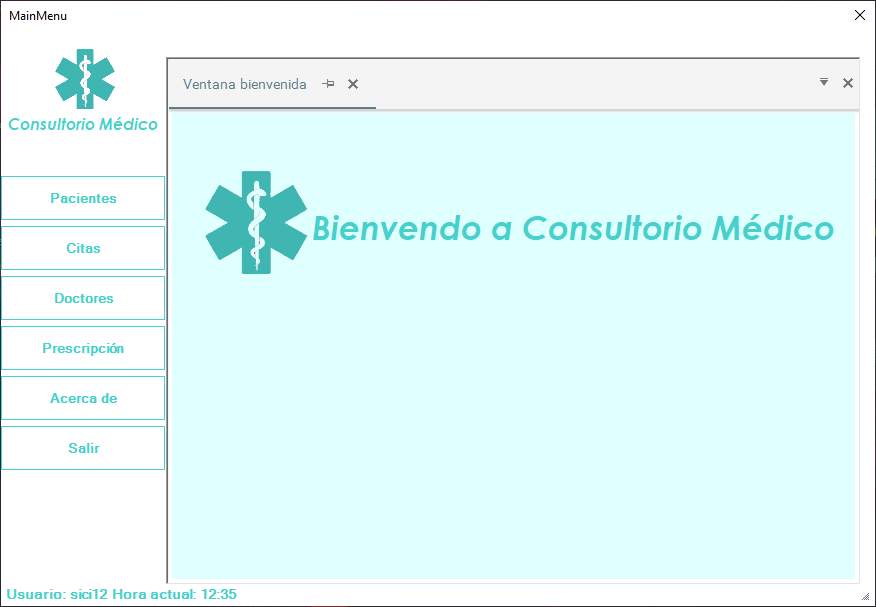 MainMenu
Consultorio Médico
Ventana bienvenida
Bienvendo a Consultorio Médico
Pacientes
Citas
Doctores
Prescripción
Acerca de
Salir
Usuario: sici12 Hora actual: 12:35